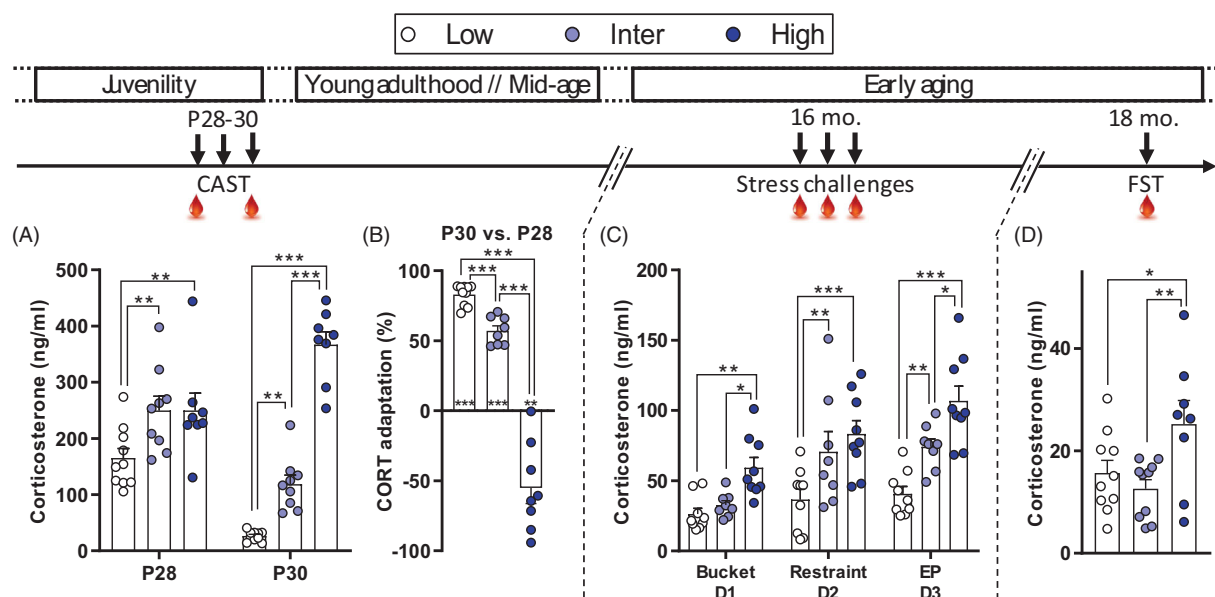 Low Inter High
Juvenility Young adulthood // Mid-age Early aging
P28-30 16 mo. 18 mo.
CAST Stress challenges FST
(A) (B) P30 vs. P28 (C) (D)
Corticosterone (ng/ml)
500
400
300
200
100
0
** ** ** *** ***
P28 P30
CORT adaptation (%)
100
50
0
-50
-100
*** *** ***
*** *** **
Corticosterone (ng/ml)
200
150
100
50
0
** * ** *** ** *** *
Bucket Restraint EP
D1 D2 D3
Corticosterone (ng/ml)
40
20
0
* **